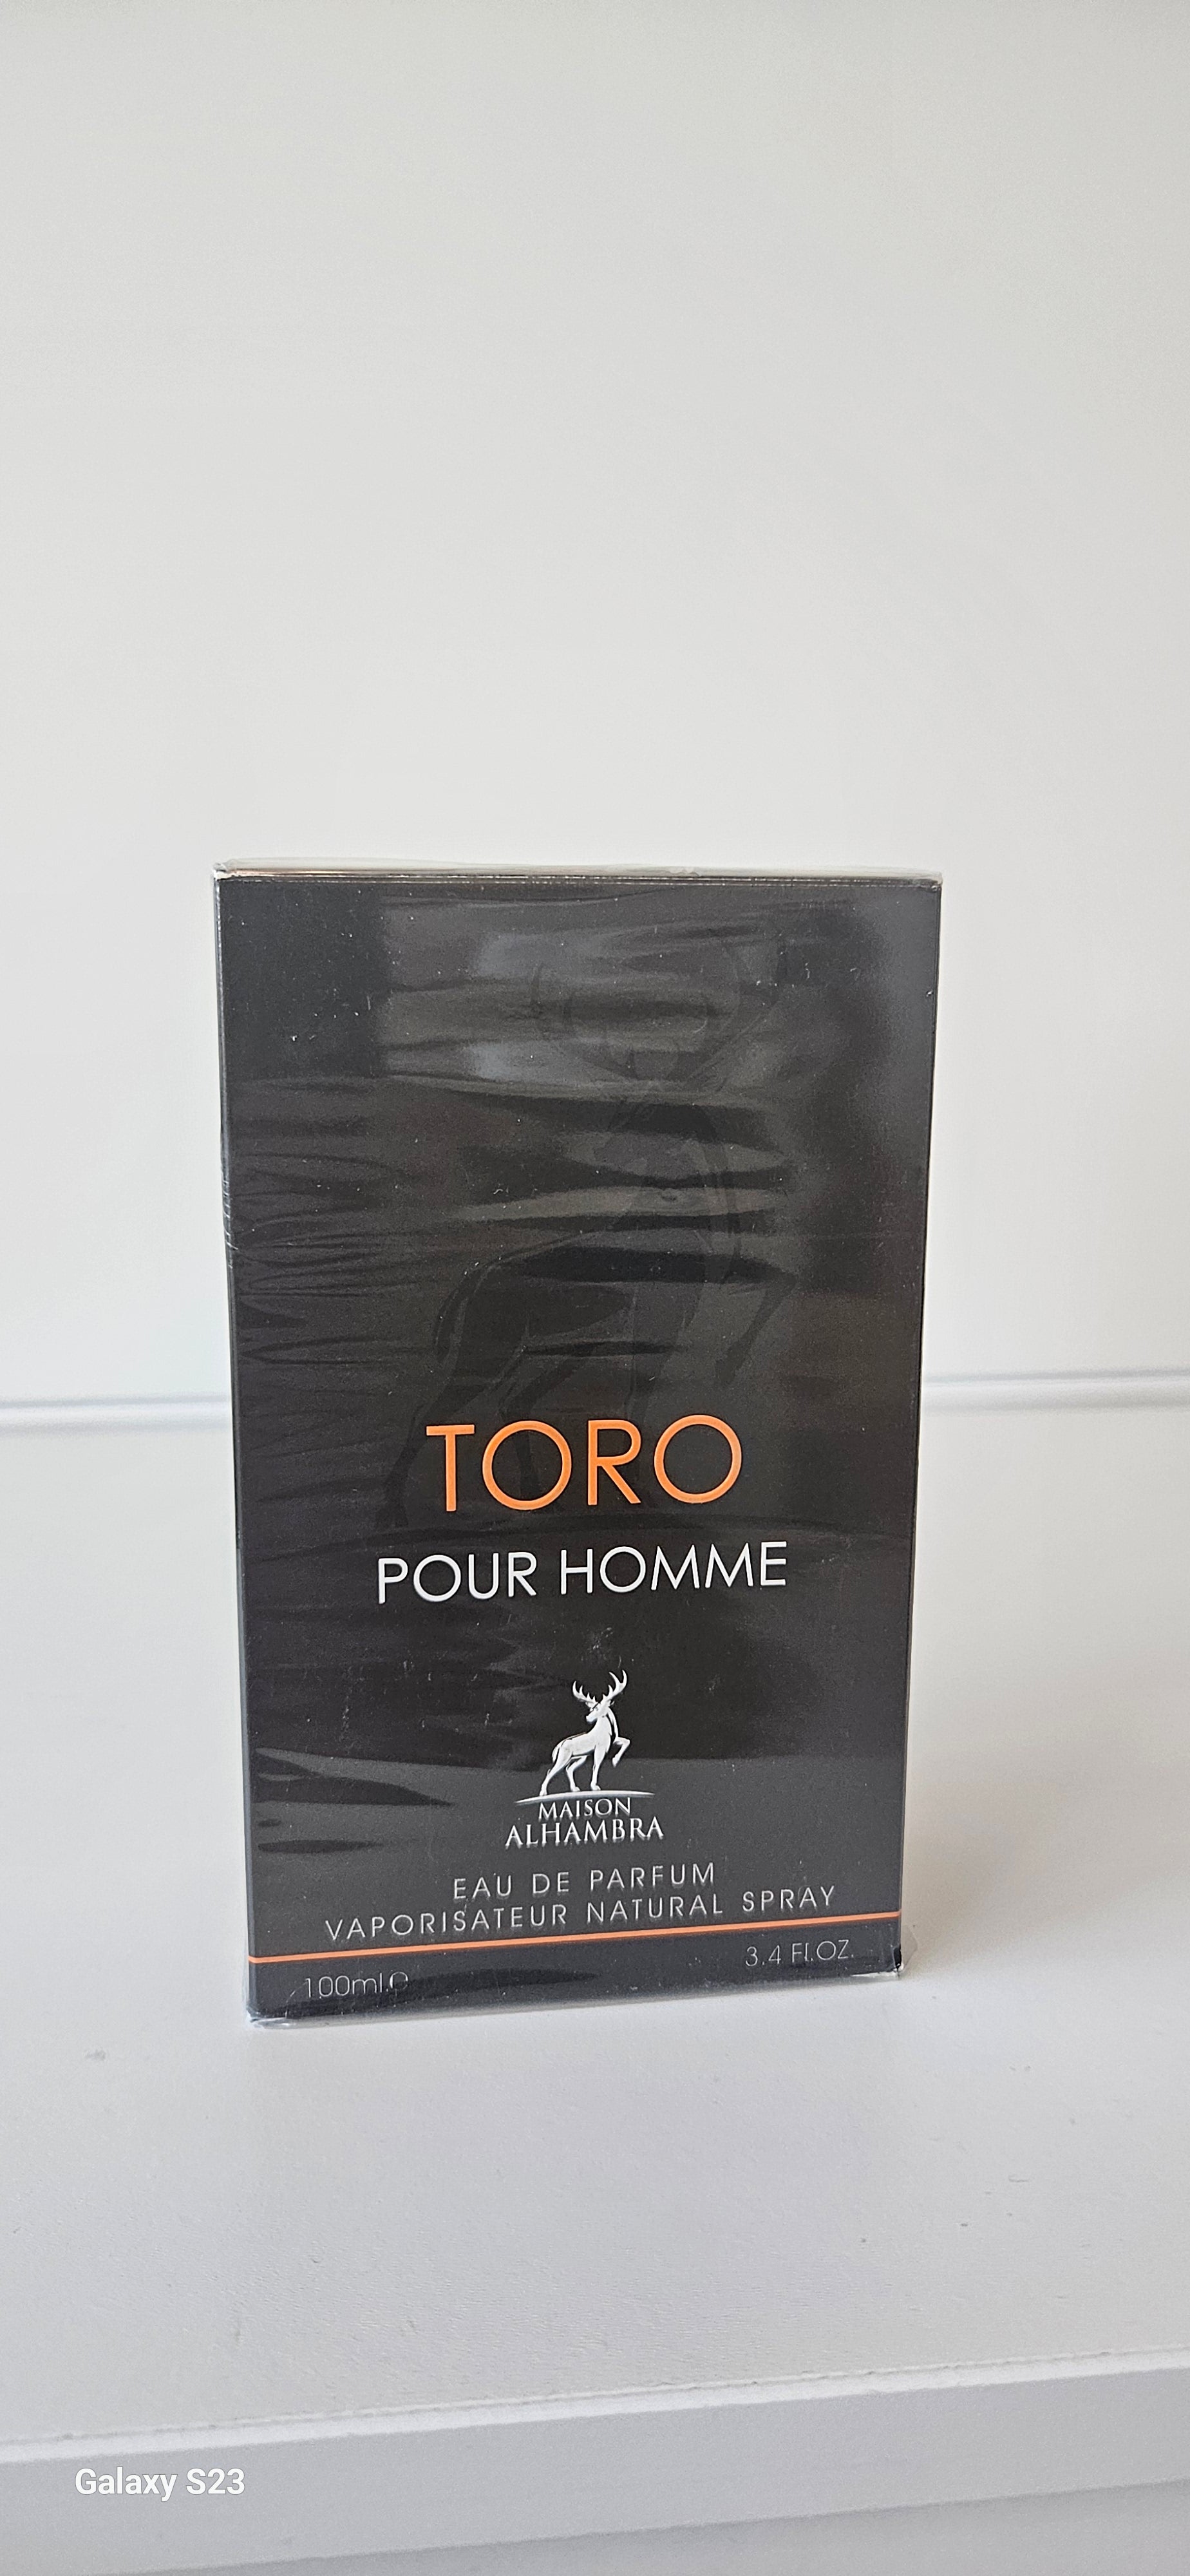 TORO
POUR HOMME
MAISON
ALHAMBRA
EAU DE PARFUM
VAPORISATEUR NATURAL SPRAY
100ml.℮
3.4 Fl.OZ.
Galaxy S23